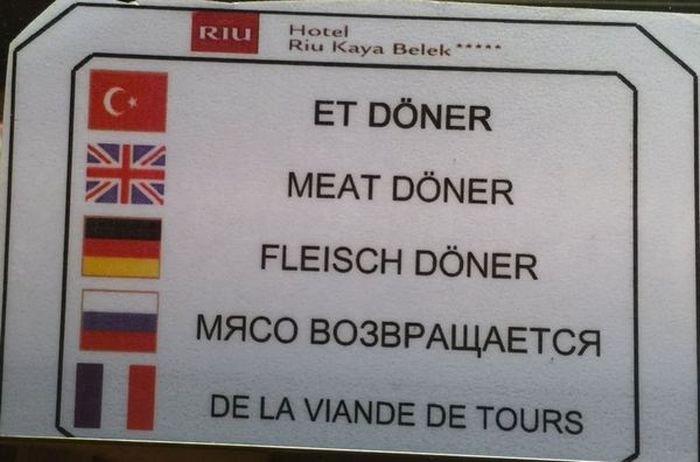 RIU
Hotel
Riu Kaya Belek*****
ET DÖNER
MEAT DÖNER
FLEISCH DÖNER
МЯСО ВОЗВРАЩАЕТСЯ
DE LA VIANDE DE TOURS